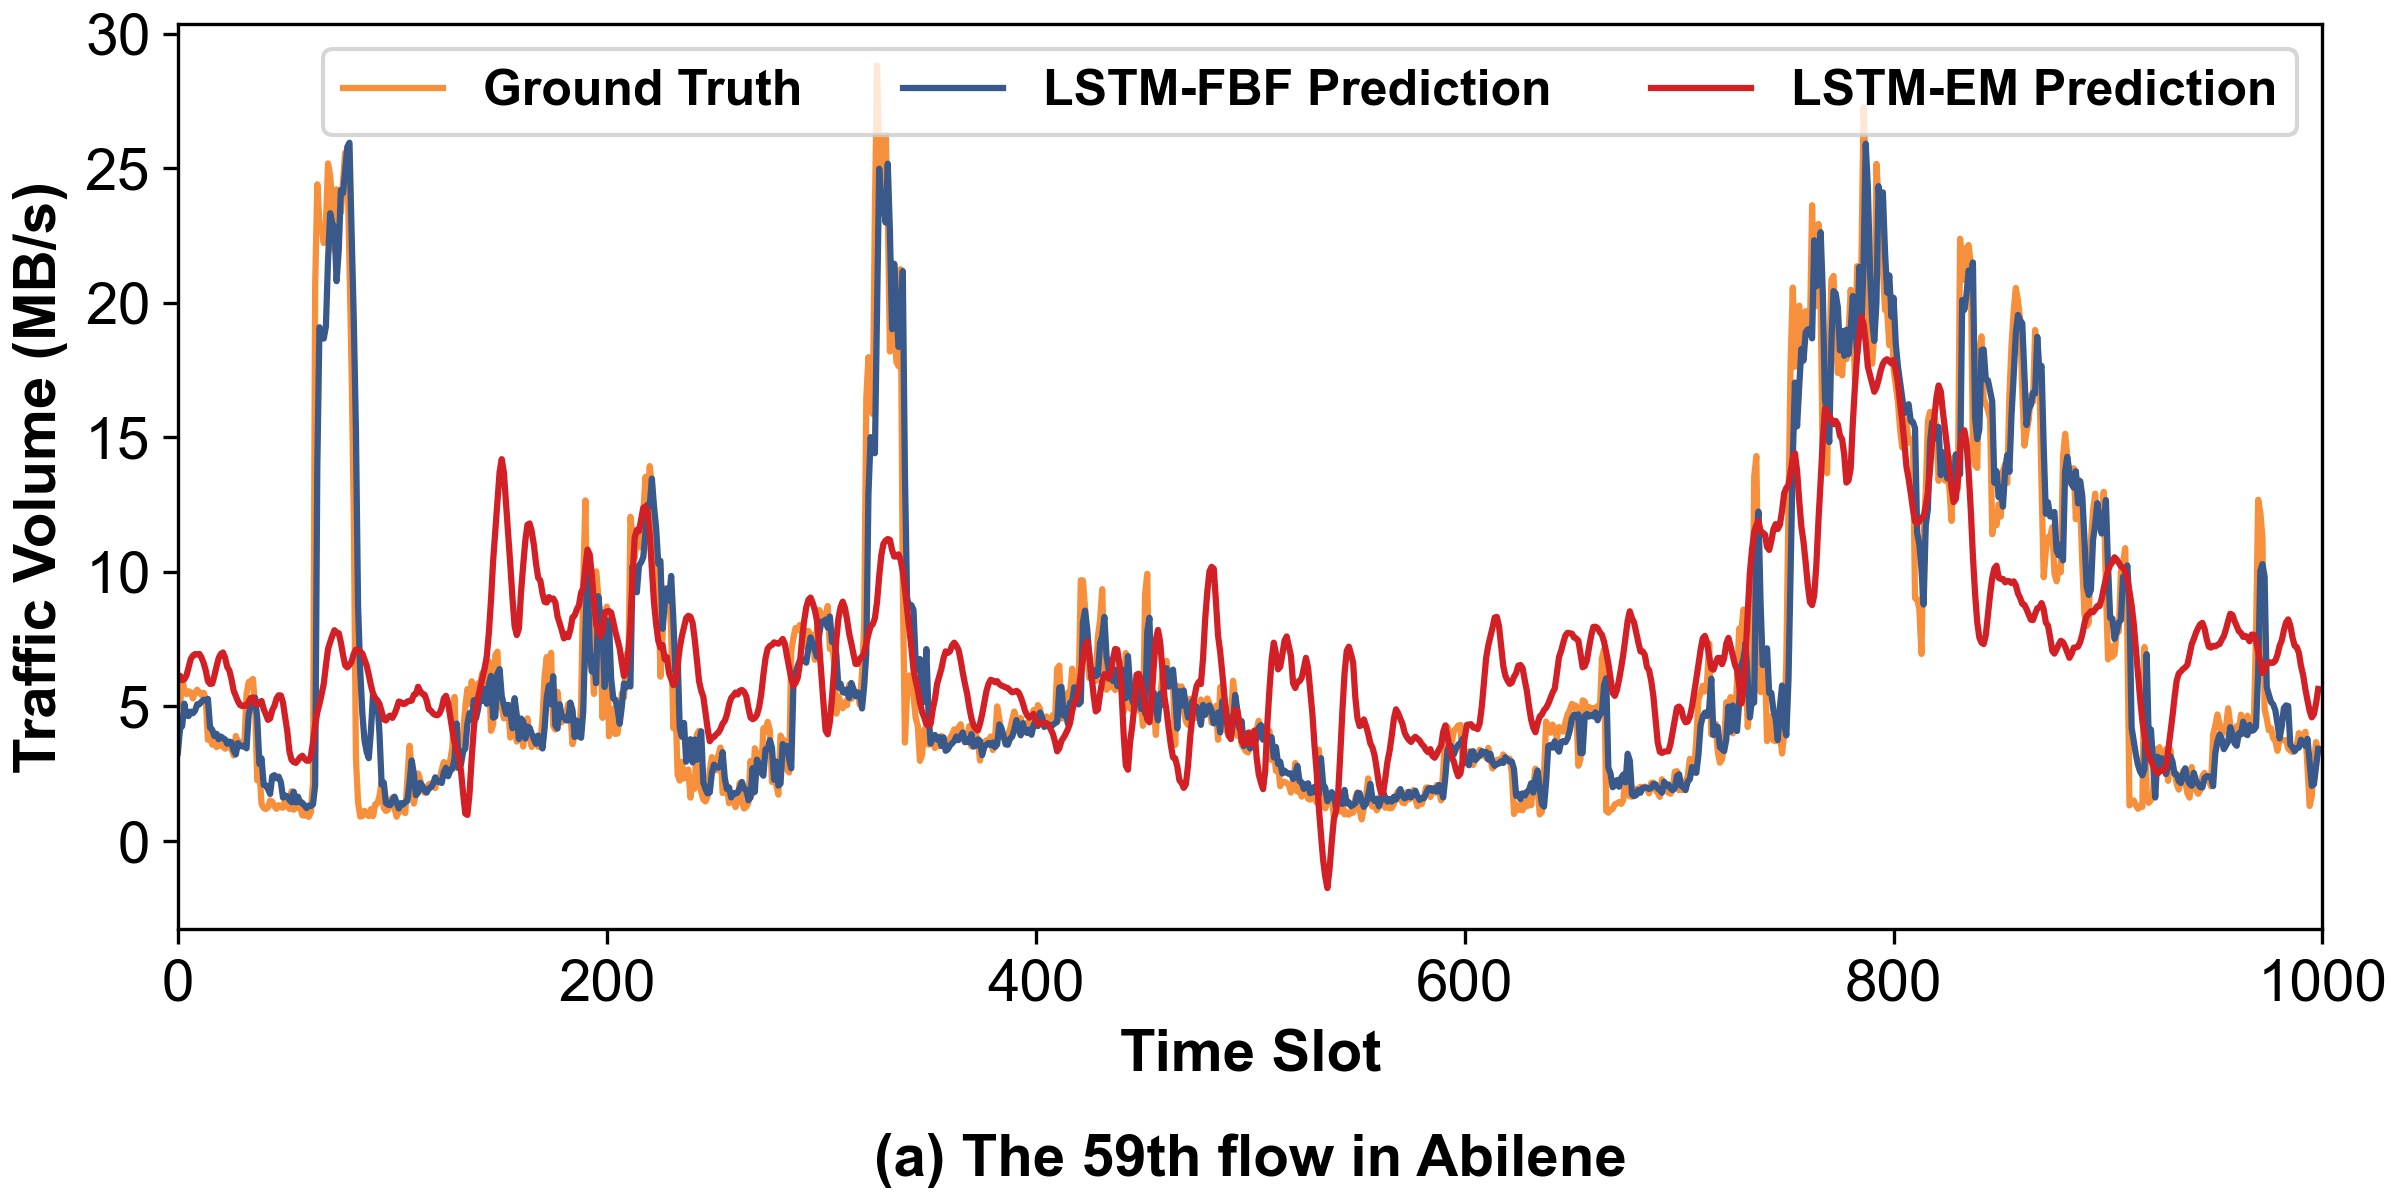 Traffic Volume (MB/s)
30
25
20
15
10
5
0
Ground Truth
LSTM-FBF Prediction
LSTM-EM Prediction
0 200 400 600 800 1000
Time Slot
(a) The 59th flow in Abilene